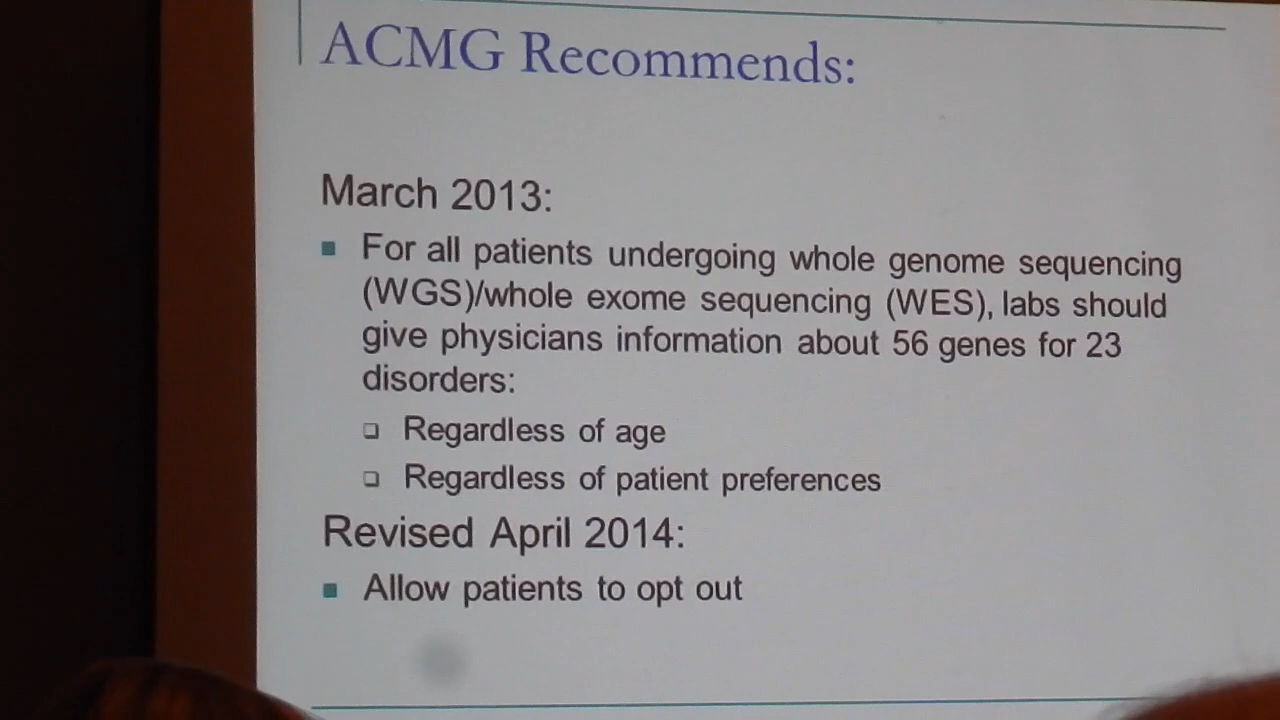 ACMG Recommends:
March 2013:
For all patients undergoing whole genome sequencing
(WGS)/whole exome sequencing (WES), labs should
give physicians information about 56 genes for 23
disorders:
Regardless of age
Regardless of patient preferences
Revised April 2014:
Allow patients to opt out